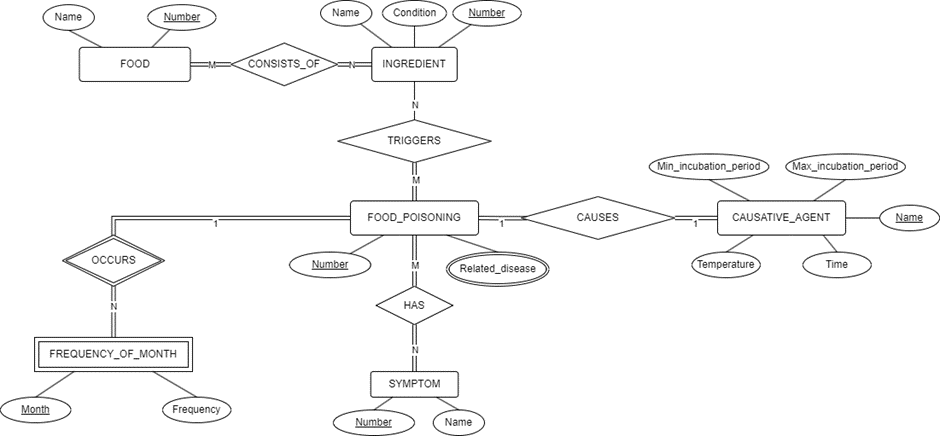 Name
Number
Name
Condition
Number
FOOD
M
CONSISTS_OF
N
INGREDIENT
N
TRIGGERS
M
Min_incubation_period
Max_incubation_period
1
FOOD_POISONING
1
CAUSES
1
CAUSATIVE_AGENT
Name
OCCURS
Number
M
Related_disease
Temperature
Time
N
HAS
FREQUENCY_OF_MONTH
N
SYMPTOM
Month
Frequency
Number
Name